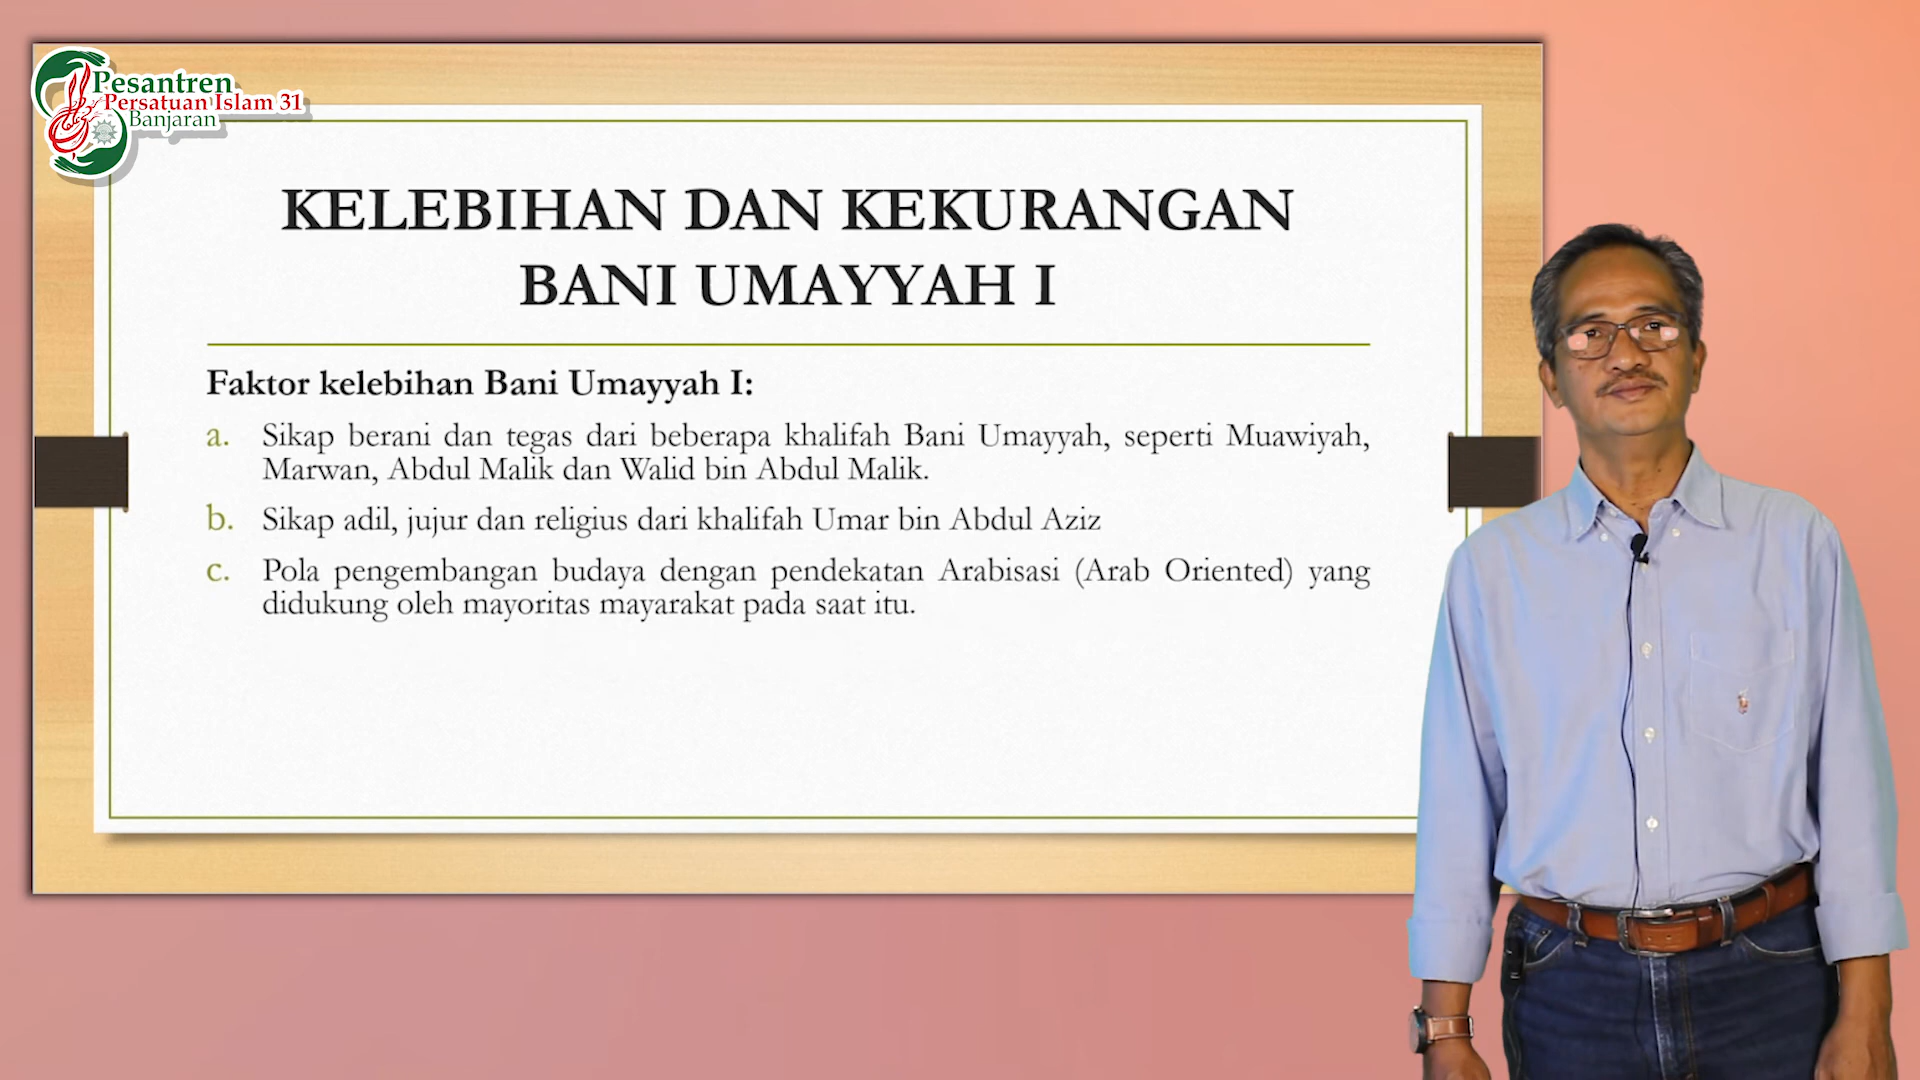 Pesantren
Persatuan Islam 31
Banjaran
KELEBIHAN DAN KEKURANGAN
BANI UMAYYAH I
Faktor kelebihan Bani Umayyah I:
a. Sikap berani dan tegas dari beberapa khalifah Bani Umayyah, seperti Muawiyah,
Marwan, Abdul Malik dan Walid bin Abdul Malik.
b. Sikap adil, jujur dan religius dari khalifah Umar bin Abdul Aziz
c. Pola pengembangan budaya dengan pendekatan Arabisasi (Arab Oriented) yang
didukung oleh mayoritas mayarakat pada saat itu.